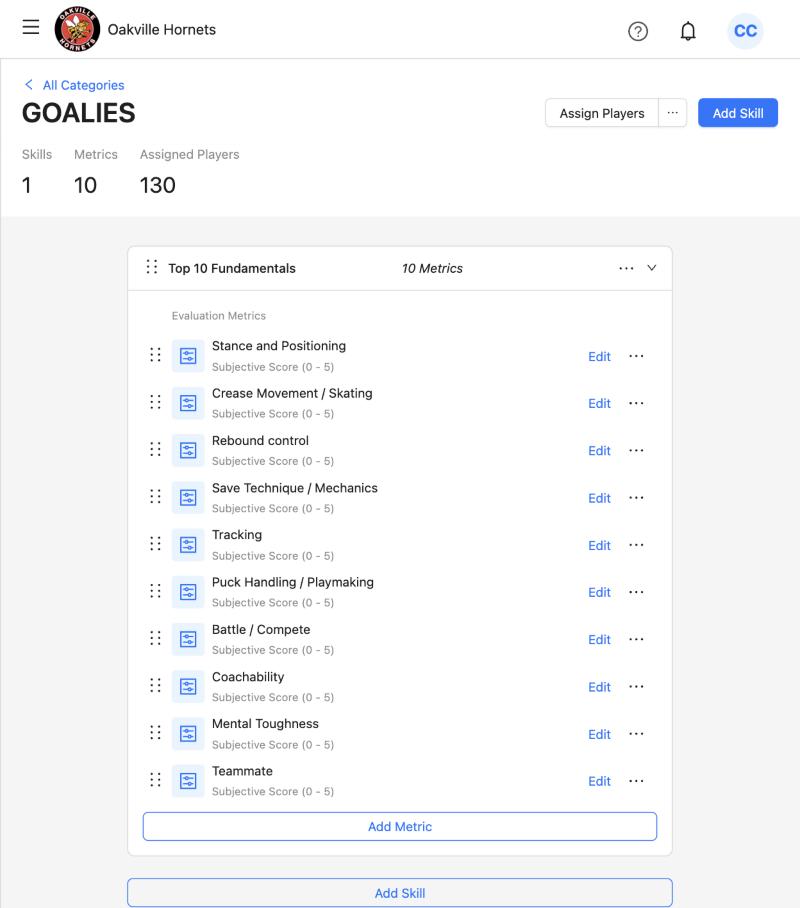 OAKVILLE
HORNETS
Oakville Hornets
CC
All Categories
GOALIES
Assign Players
Add Skill
Skills Metrics Assigned Players
1 10 130
Top 10 Fundamentals
10 Metrics
Evaluation Metrics
Stance and Positioning
Subjective Score (0 - 5)
Edit
Crease Movement / Skating
Subjective Score (0 - 5)
Edit
Rebound control
Subjective Score (0 - 5)
Edit
Save Technique / Mechanics
Subjective Score (0 - 5)
Edit
Tracking
Subjective Score (0 - 5)
Edit
Puck Handling / Playmaking
Subjective Score (0 - 5)
Edit
Battle / Compete
Subjective Score (0 - 5)
Edit
Coachability
Subjective Score (0 - 5)
Edit
Mental Toughness
Subjective Score (0 - 5)
Edit
Teammate
Subjective Score (0 - 5)
Edit
Add Metric
Add Skill